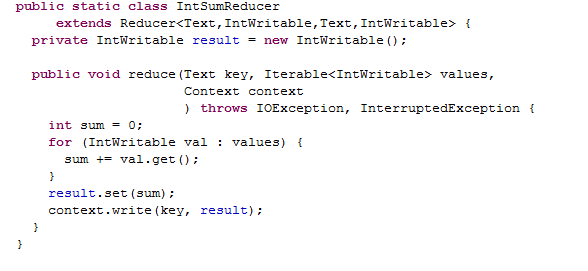 public static class IntSumReducer
extends Reducer<Text,IntWritable,Text,IntWritable> {
private IntWritable result = new IntWritable();
public void reduce(Text key, Iterable<IntWritable> values,
Context context
) throws IOException, InterruptedException {
int sum = 0;
for (IntWritable val : values) {
sum += val.get();
}
result.set(sum);
context.write(key, result);
}
}